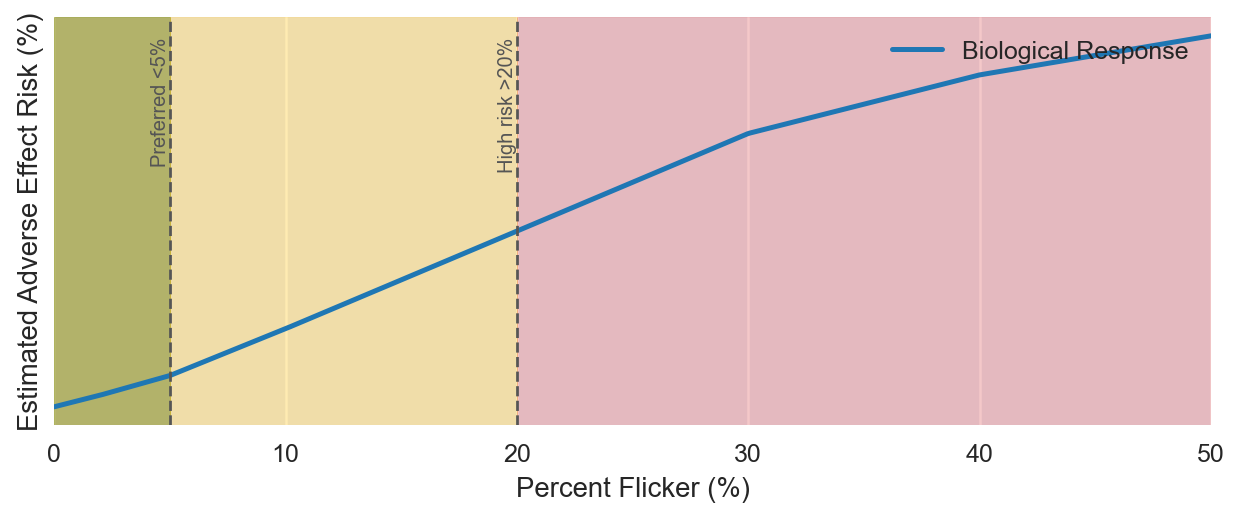 Estimated Adverse Effect Risk (%)
Preferred <5%
High risk >20%
Biological Response
0 10 20 30 40 50
Percent Flicker (%)